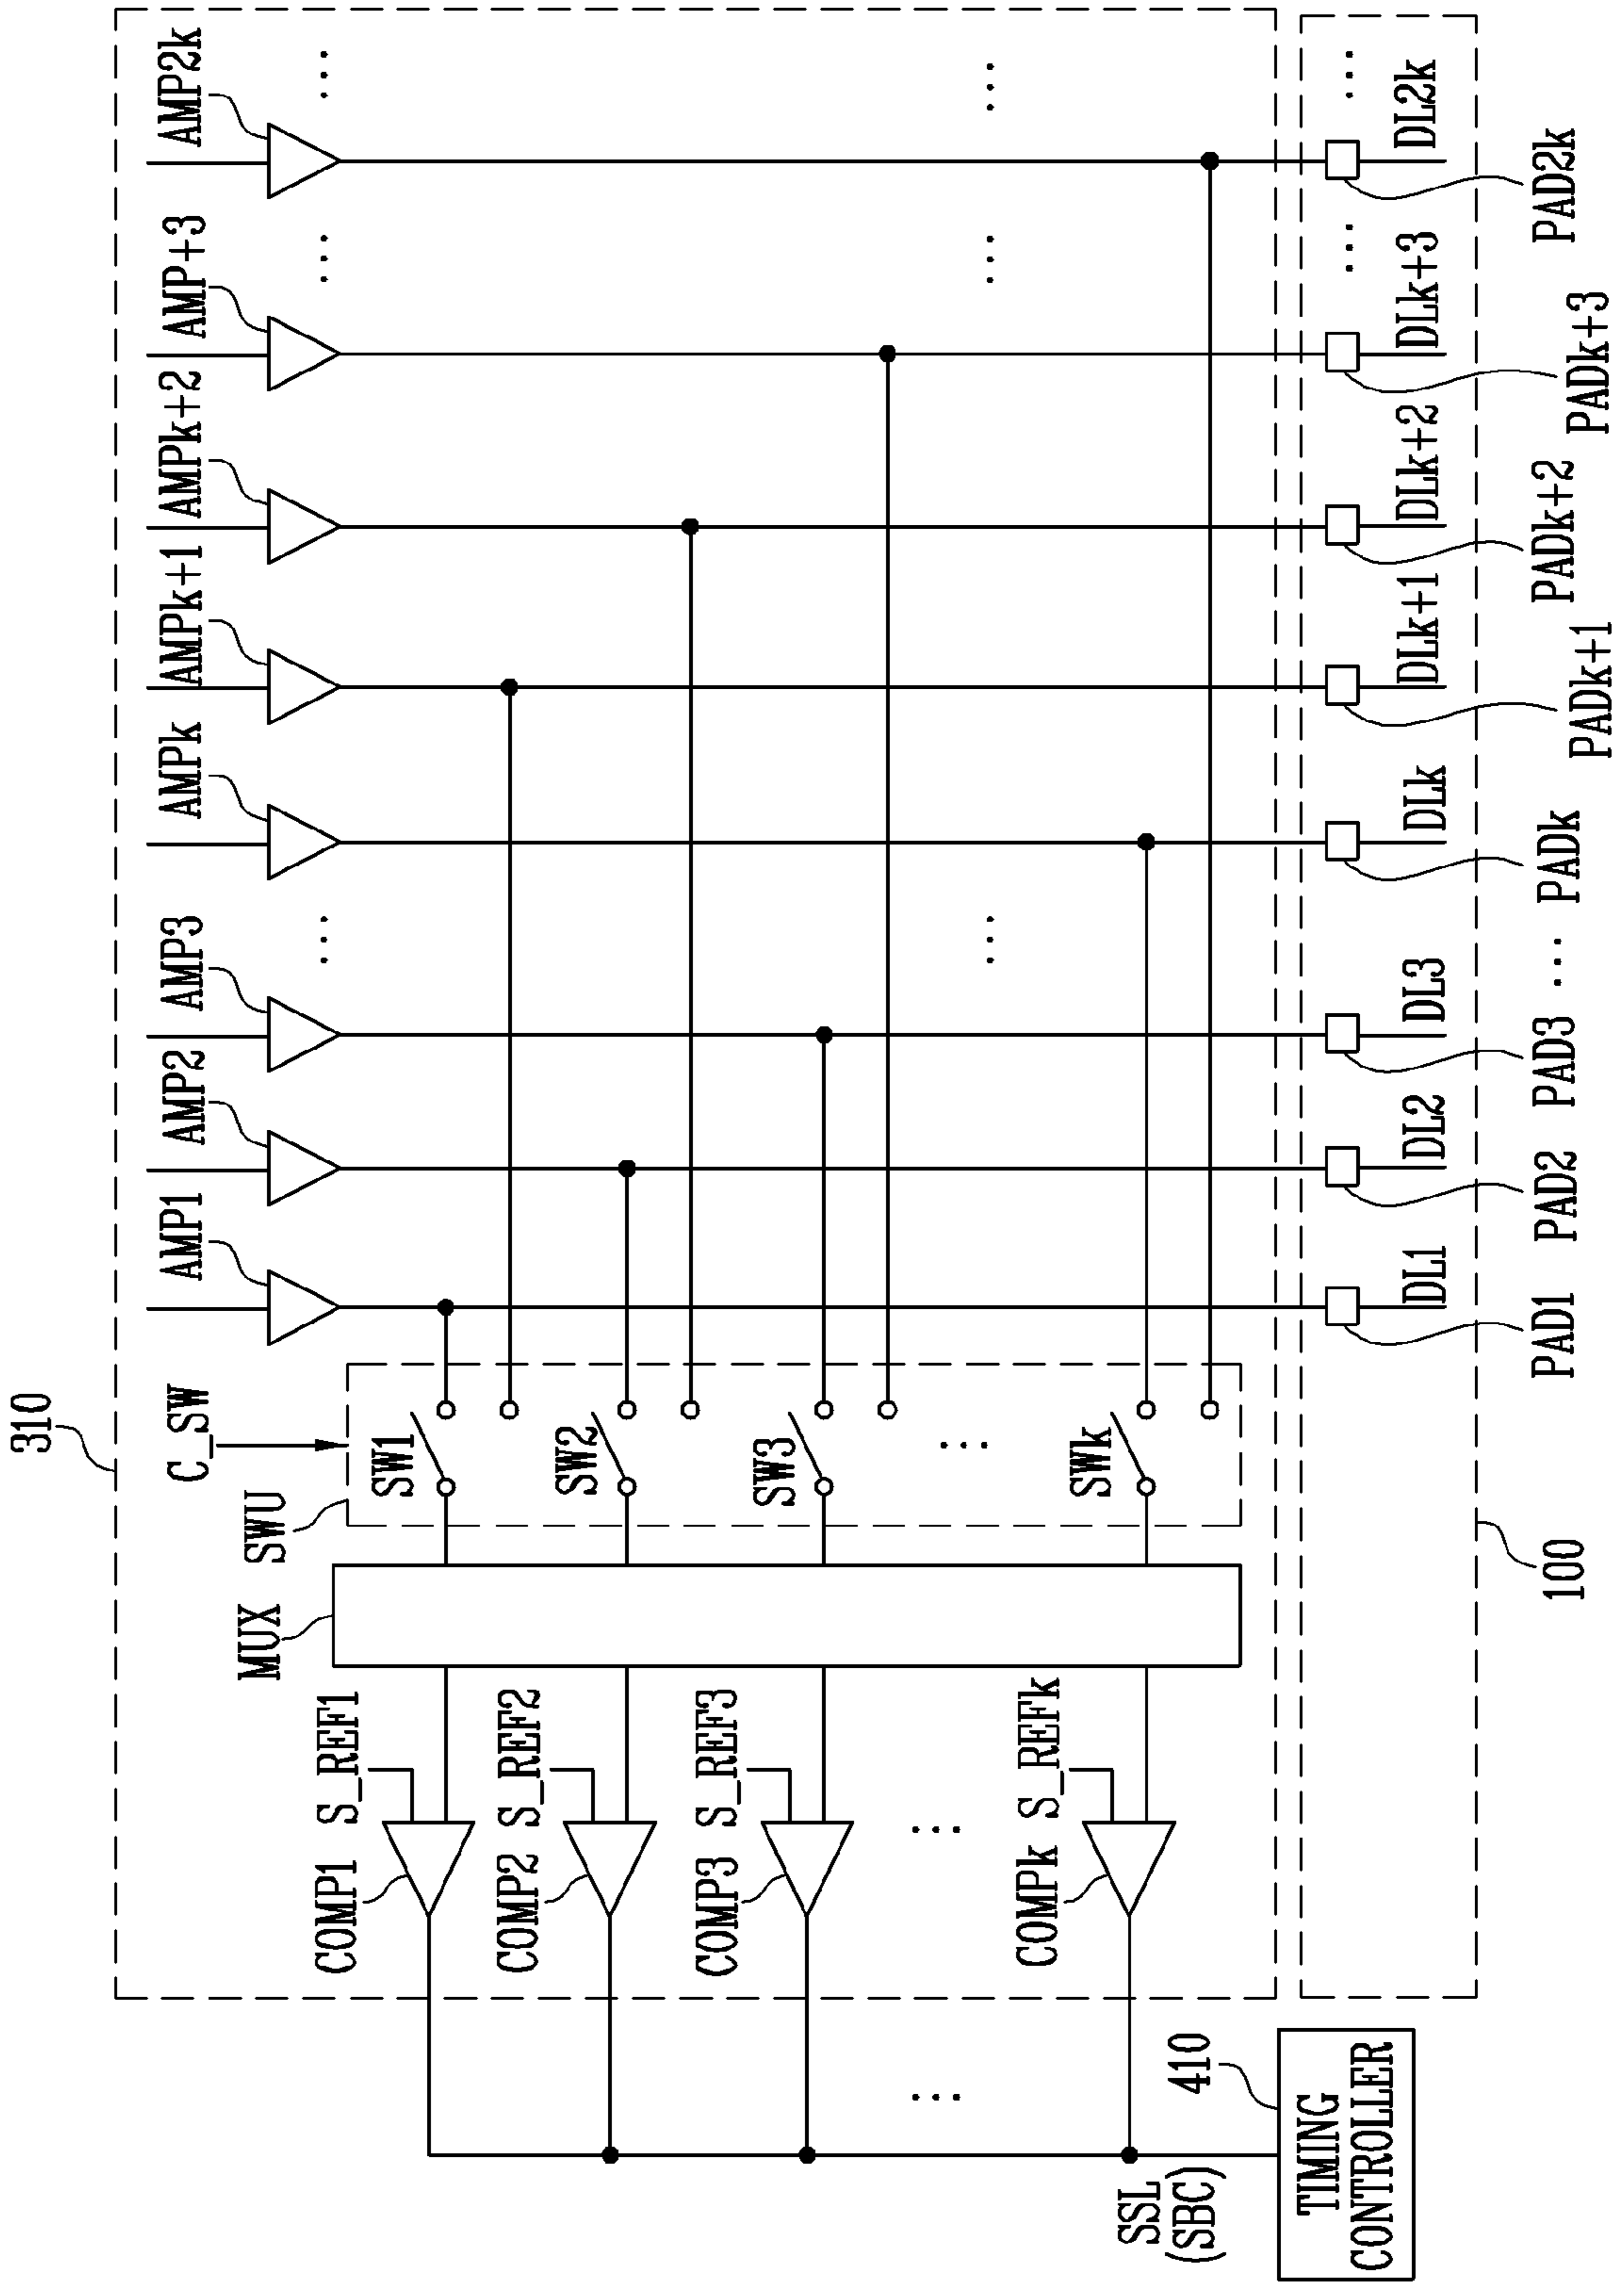 310
C_SW
AMP1
AMP2
AMP3
AMPk
AMPk+1
AMPk+2
AMP+3
AMP2k
...
...
...
SWU
MUX
SW1
SW2
SW3
...
SWk
...
...
...
S_REF1
S_REF2
S_REF3
S_REFk
COMP1
COMP2
COMP3
...
COMPk
...
SSL
(SBC)
410
TIMING
CONTROLLER
DL1
DL2
DL3
DLk
DLk+1
DLk+2
DLk+3
...
DL2k
...
100
PAD1
PAD2
PAD3
...
PADk
PADk+1
PADk+2
PADk+3
PAD2k